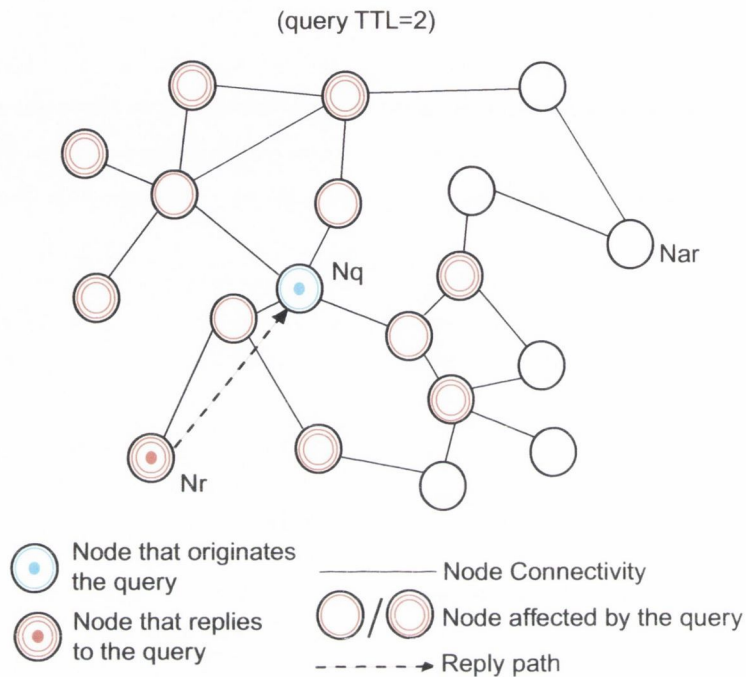 (query TTL=2)
Nq
Nar
Nr
Node that originates
the query
Node that replies
to the query
Node Connectivity
/
Node affected by the query
Reply path